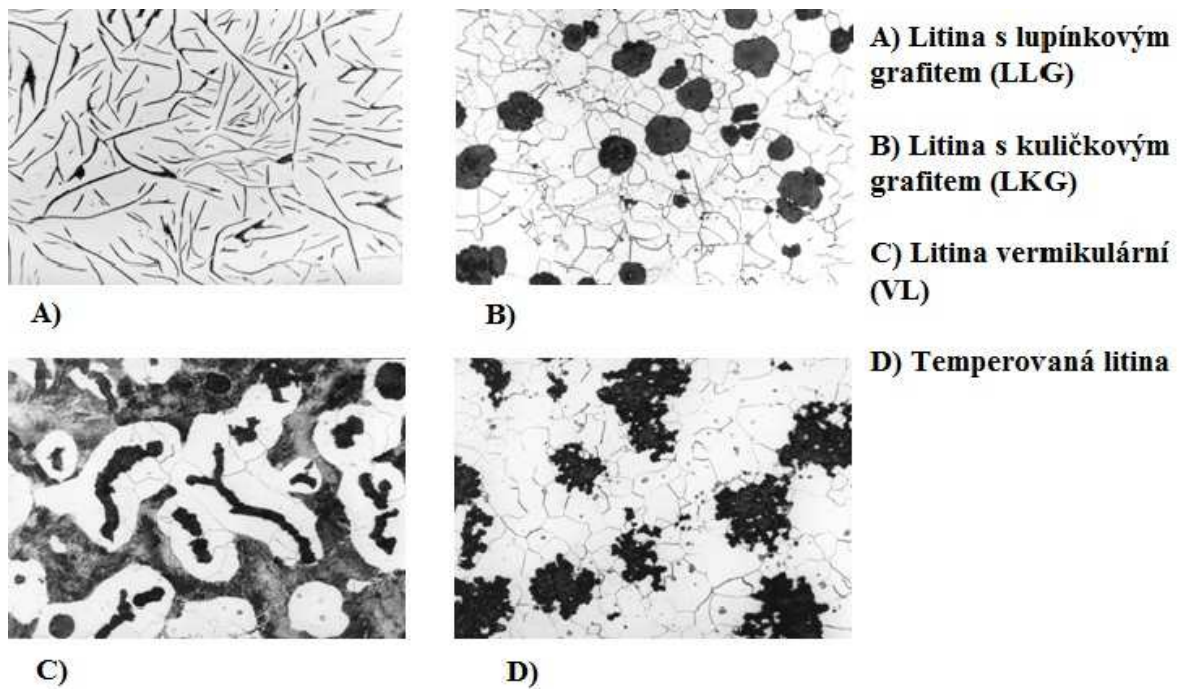 A) Litina s lupínkovým
grafitem (LLG)
B) Litina s kuličkovým
grafitem (LKG)
C) Litina vermikulární
(VL)
D) Temperovaná litina
A)
B)
C)
D)